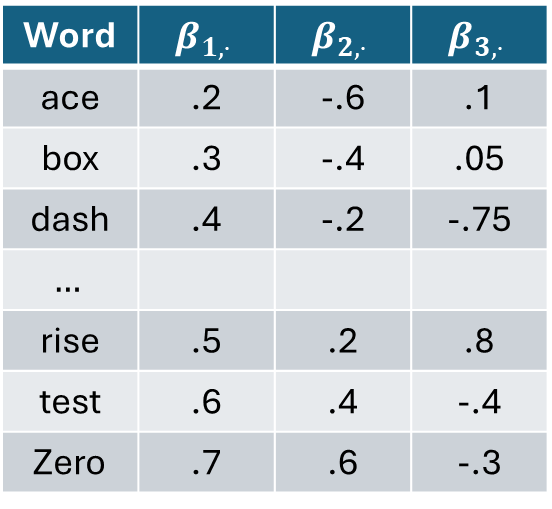 Word β1,· β2,· β3,·
ace .2 -.6 .1
box .3 -.4 .05
dash .4 -.2 -.75
...
rise .5 .2 .8
test .6 .4 -.4
Zero .7 .6 -.3